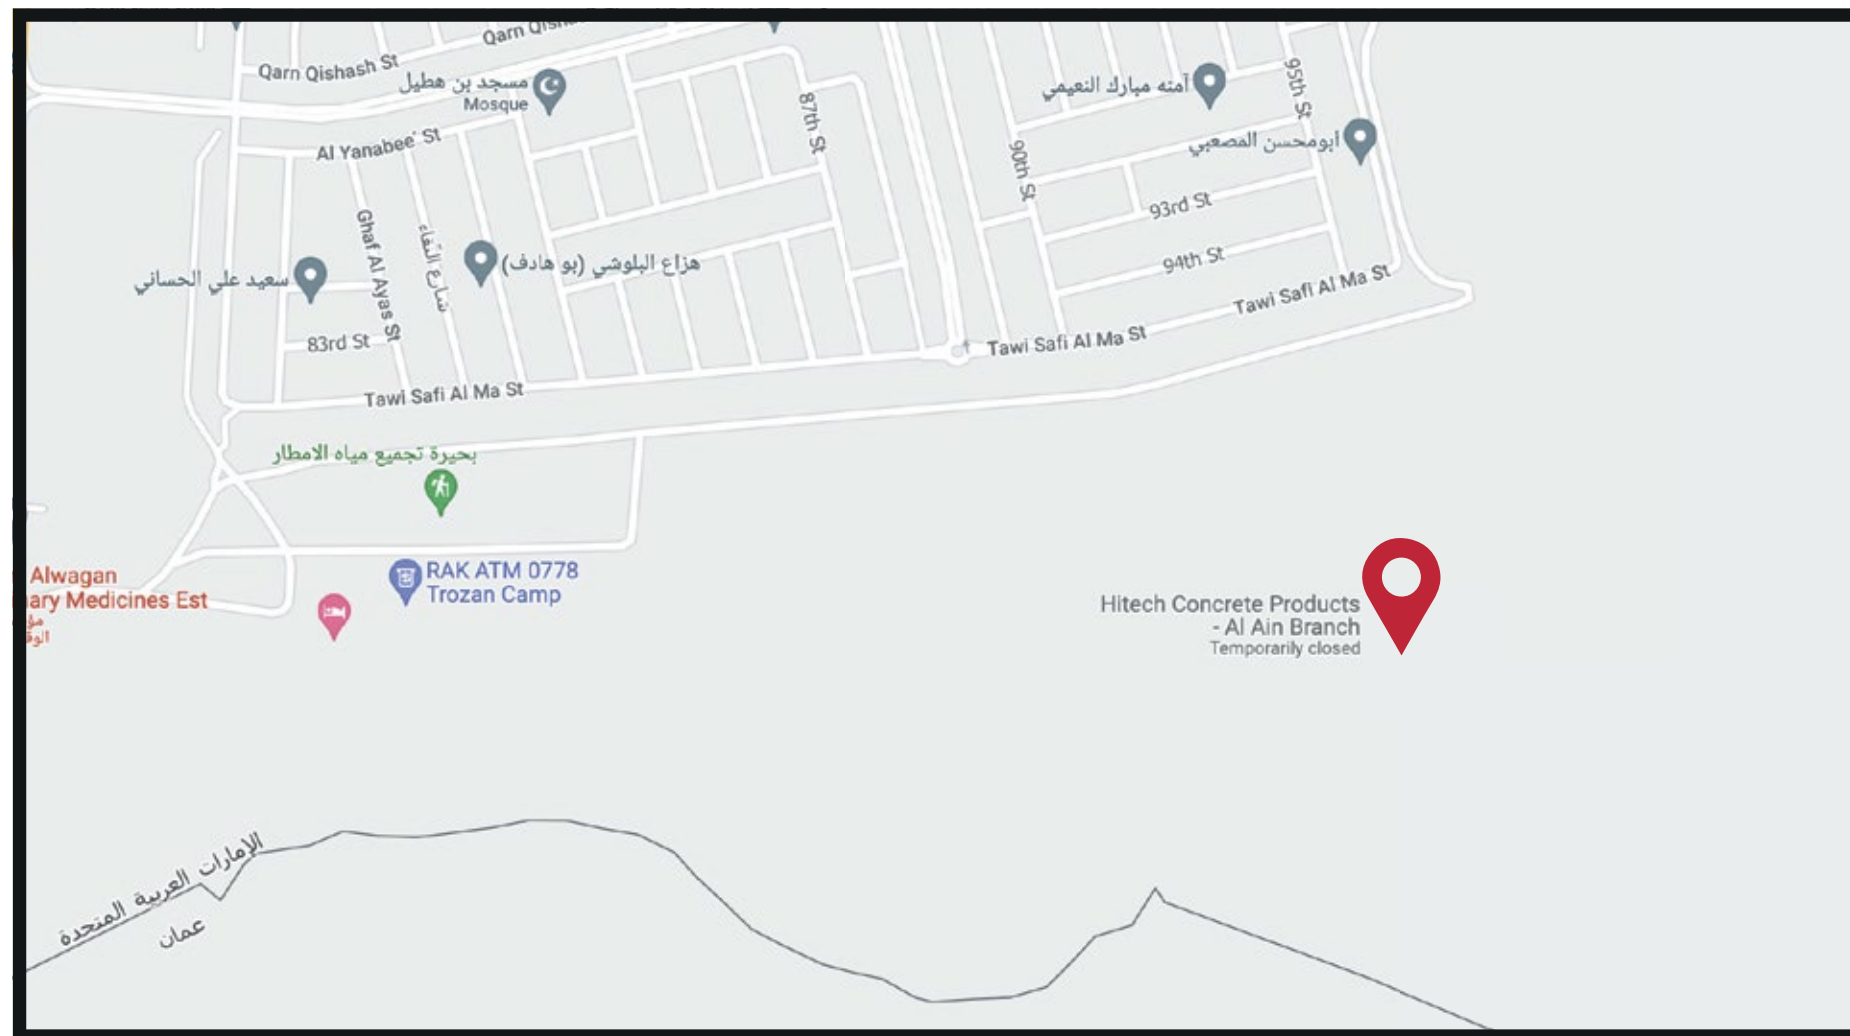 Qarn Qishash St
مسجد بن هطيل
Mosque
آمنه مبارك النعيمي
95th St
87th St
Al Yanabee' St
90th St
ابومحسن المصعبي
93rd St
Ghaf Al Ayas St
شارع النّقاء
هزاع البلوشي (بو هادف)
94th St
سعيد علي الحساني
Tawi Safi Al Ma St
83rd St
Tawi Safi Al Ma St
Tawi Safi Al Ma St
بحيرة تجميع مياه الامطار
Alwagan
Medicines Est
RAK ATM 0778
Trozan Camp
Hitech Concrete Products
- Al Ain Branch
Temporarily closed
الإمارات العربية المتحدة
عمان